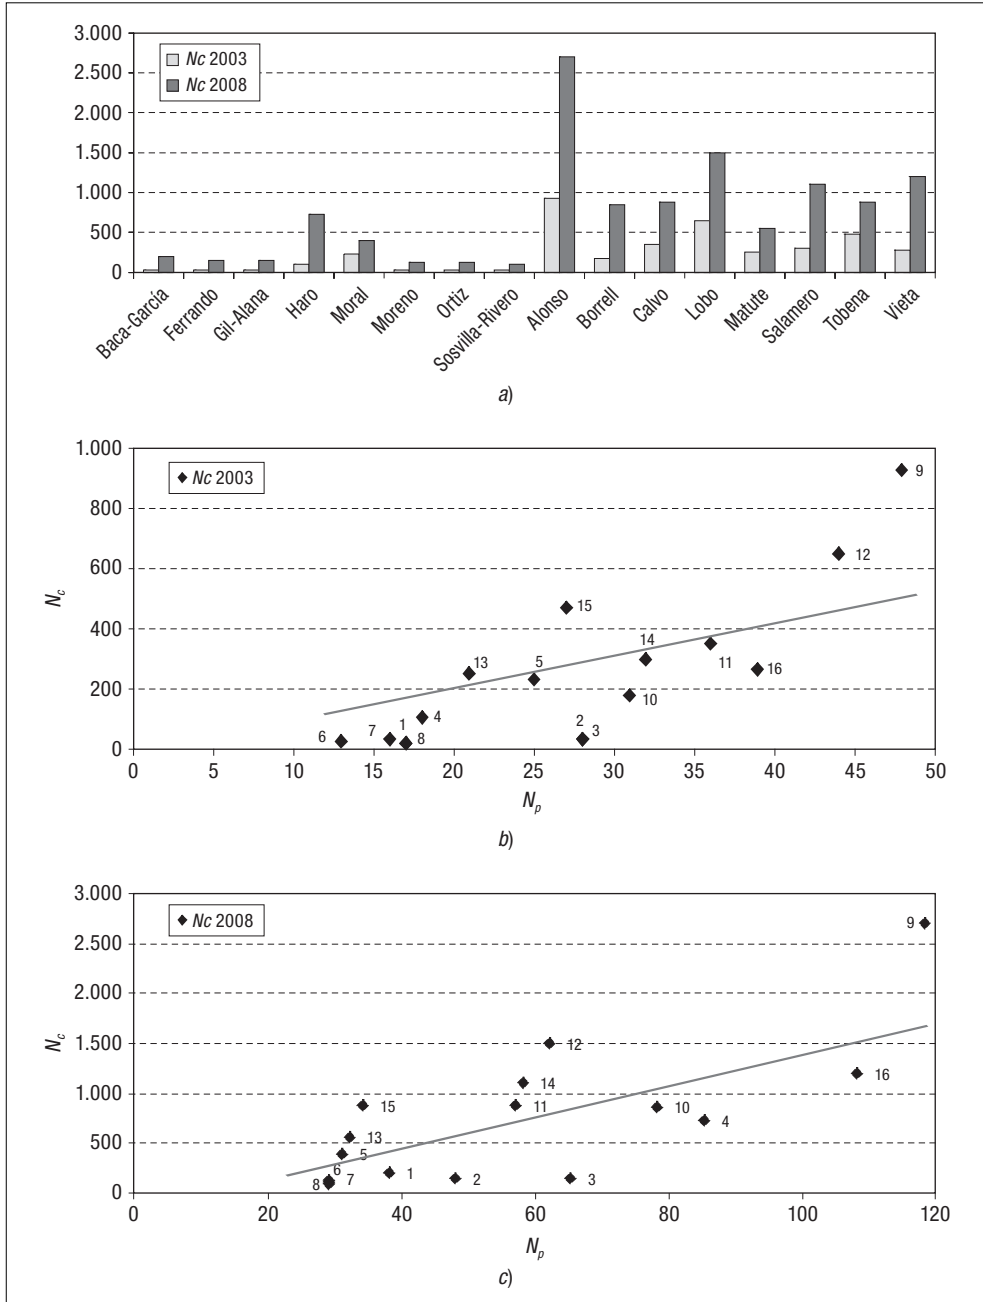 3.000
2.500
2.000
1.500
1.000
500
0
Nc 2003
Nc 2008
Baca-García
Ferrando
Gil-Alana
Haro
Moral
Moreno
Ortiz
Sosvilla-Rivero
Alonso
Borrell
Calvo
Lobo
Matute
Salamero
Tobena
Vieta
a)
1.000
800
600
400
200
0
Nc
Nc 2003
9
12
15
14
13
5
11
16
10
4
1
2
7
3
6
8
0 5 10 15 20 25 30 35 40 45 50
Np
b)
3.000
2.500
2.000
1.500
1.000
500
0
Nc
Nc 2008
9
12
16
14
15
11
10
4
13
5
6
1
7
2
3
8
0 20 40 60 80 100 120
Np
c)